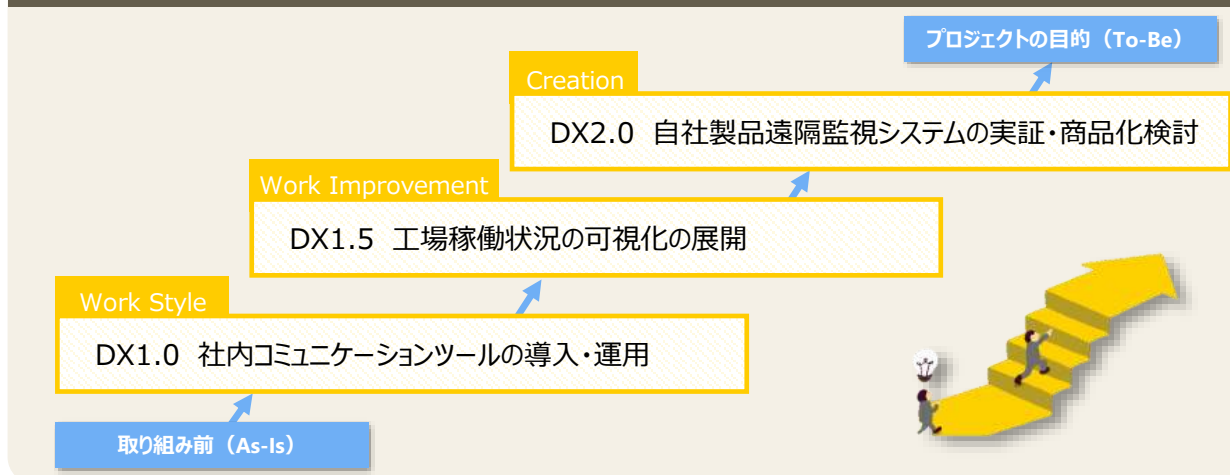 プロジェクトの目的（To-Be）
Creation
DX2.0 自社製品遠隔監視システムの実証・商品化検討
Work Improvement
DX1.5 工場稼働状況の可視化の展開
Work Style
DX1.0 社内コミュニケーションツールの導入・運用
取り組み前（As-Is）